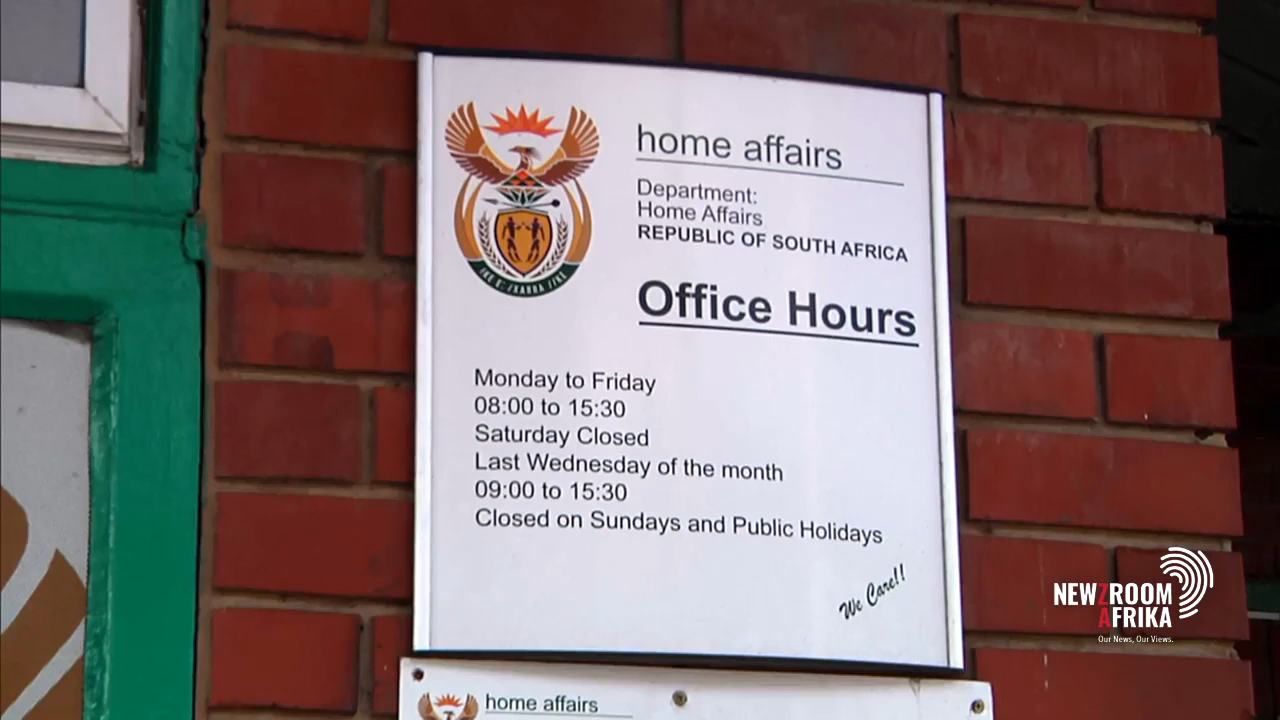 home affairs
Department:
Home Affairs
REPUBLIC OF SOUTH AFRICA
Office Hours
Monday to Friday
08:00 to 15:30
Saturday Closed
Last Wednesday of the month
09:00 to 15:30
Closed on Sundays and Public Holidays
We Care!!
home affairs
NEWZROOM
AFRIKA
Our News, Our Views.